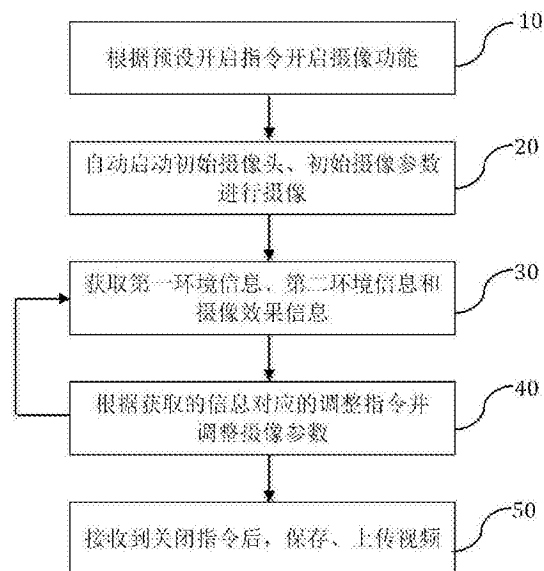 根据预设开启指令开启摄像功能
10
自动启动初始摄像头、初始摄像参数
进行摄像
20
获取第一环境信息、第二环境信息和
摄像效果信息
30
根据获取的信息对应的调整指令并
调整摄像参数
40
接收到关闭指令后，保存、上传视频
50